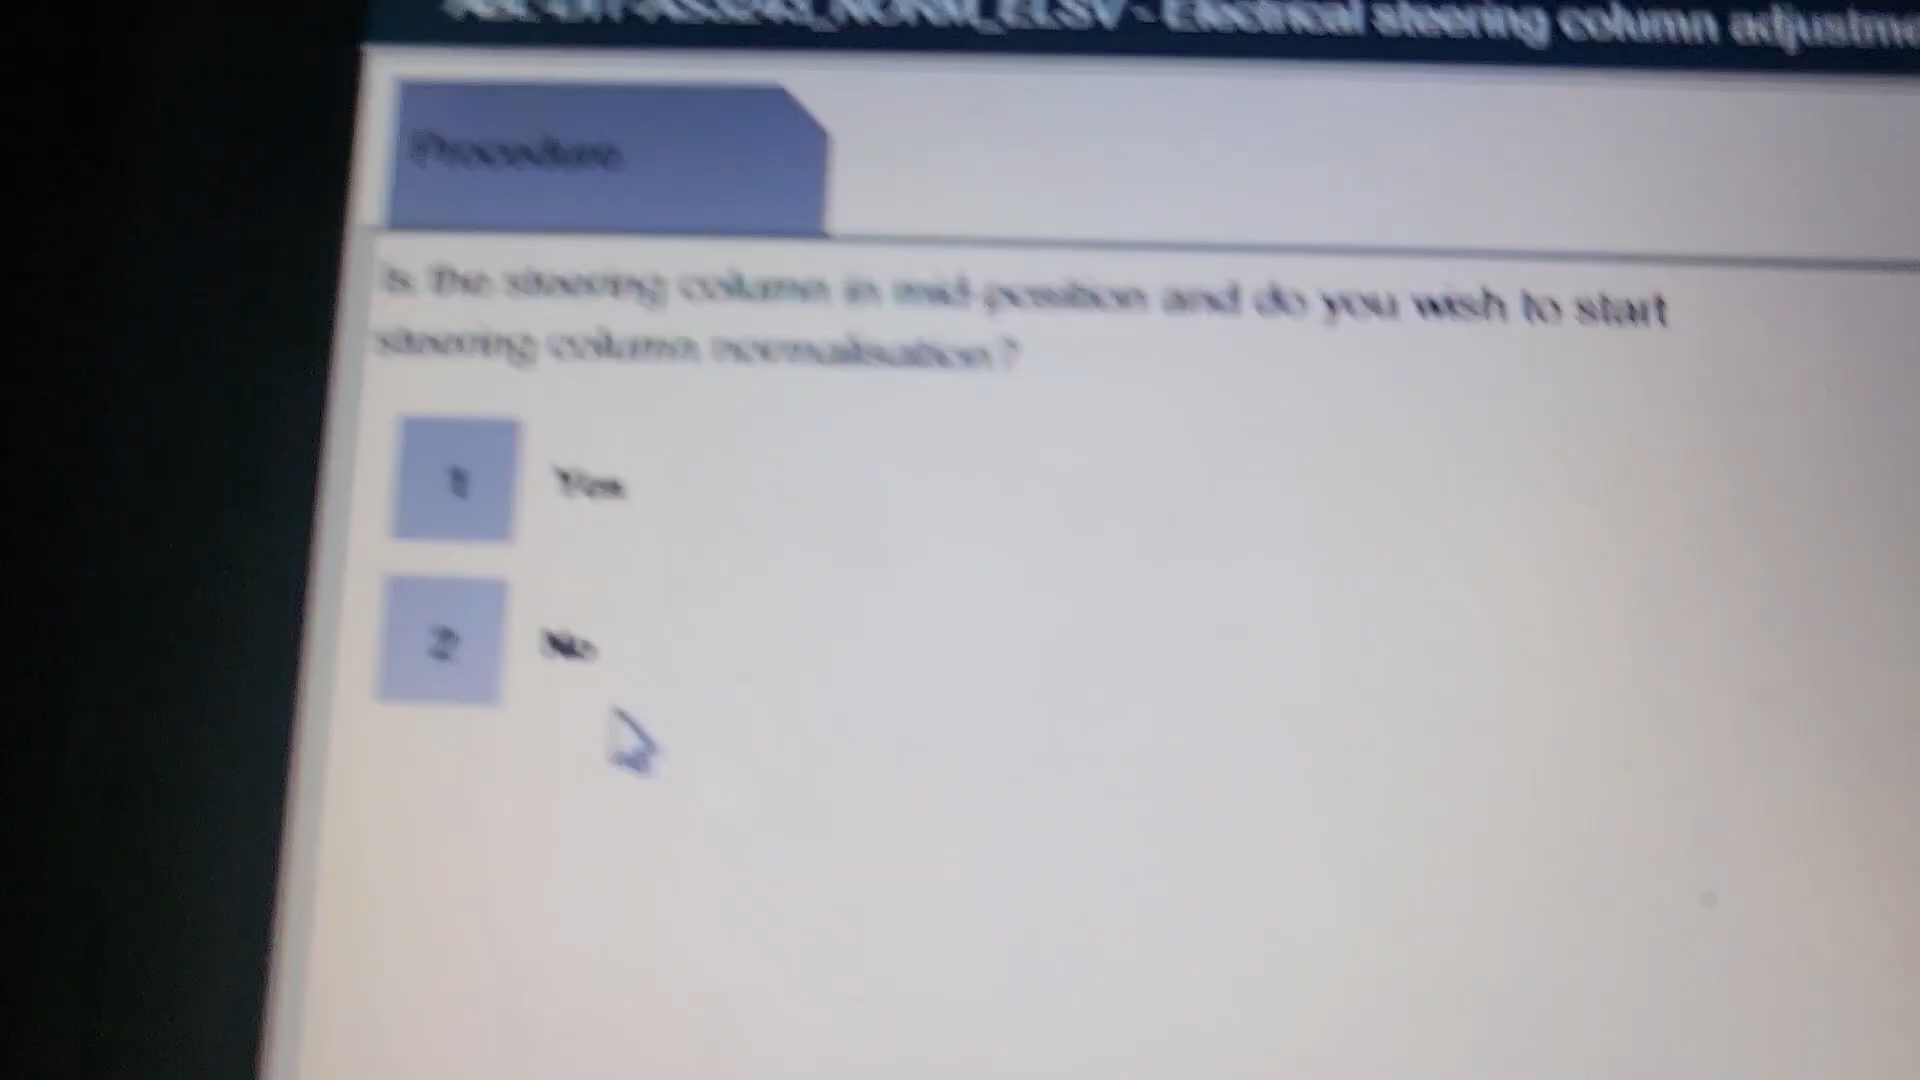 NORM_ELSV - Electrical steering column
Procedure
Is the steering column in mid-position and do you wish to start
steering column normalisation?
1 Yes
2 No